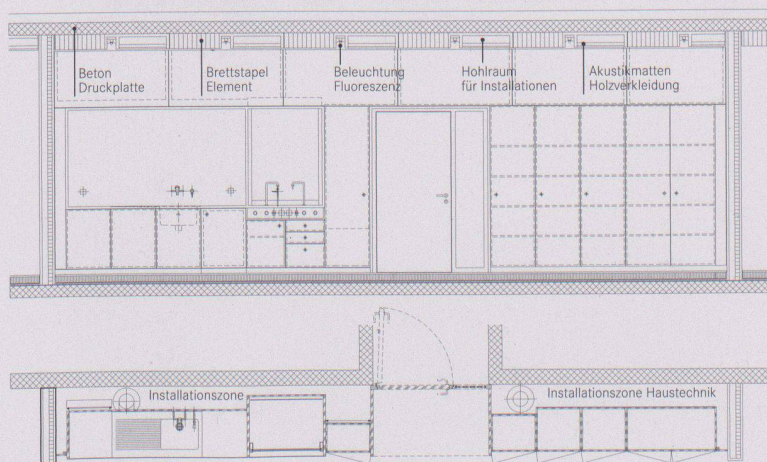 Beton
Druckplatte
Brettstapel
Element
Beleuchtung
Fluoreszenz
Hohlraum
für Installationen
Akustikmatten
Holzverkleidung
Installationszone
Installationszone Haustechnik